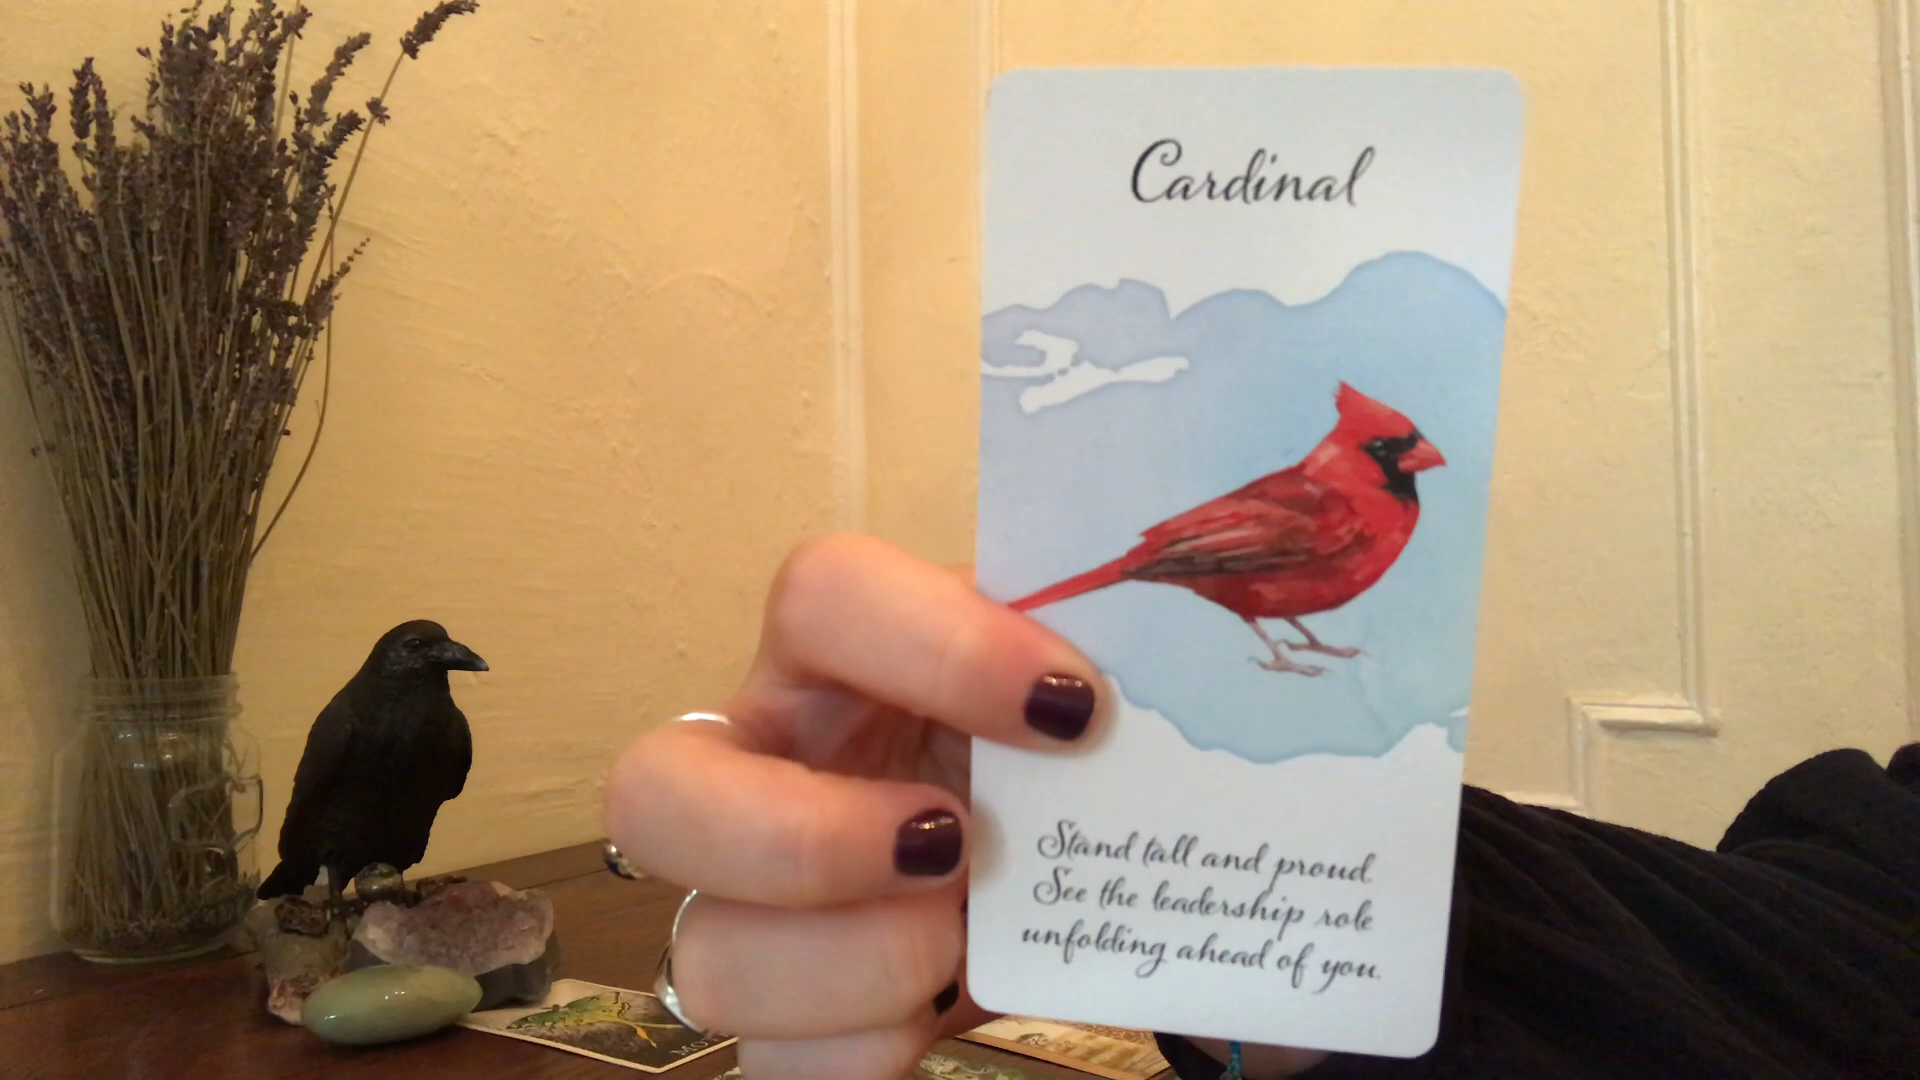 Cardinal
Stand tall and proud.
See the leadership role
unfolding ahead of you.